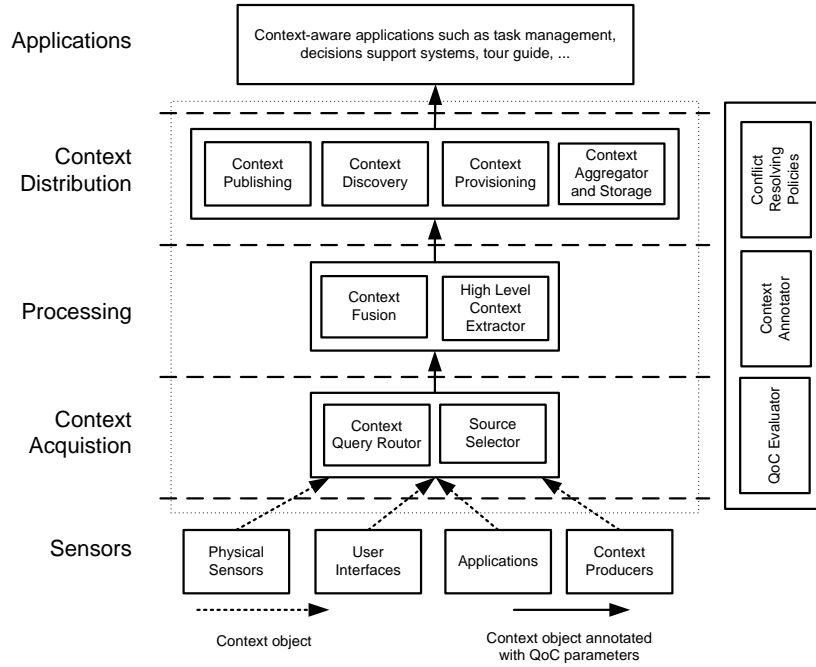 Applications
Context-aware applications such as task management,
decisions support systems, tour guide, ...
Context
Distribution
Context
Publishing
Context
Discovery
Context
Provisioning
Context
Aggregator
and Storage
Conflict
Resolving
Policies
Processing
Context
Fusion
High Level
Context
Extractor
Context
Annotator
Context
Acquistion
Context
Query Routor
Source
Selector
QoC Evaluator
Sensors
Physical
Sensors
User
Interfaces
Applications
Context
Producers
Context object
Context object annotated
with QoC parameters